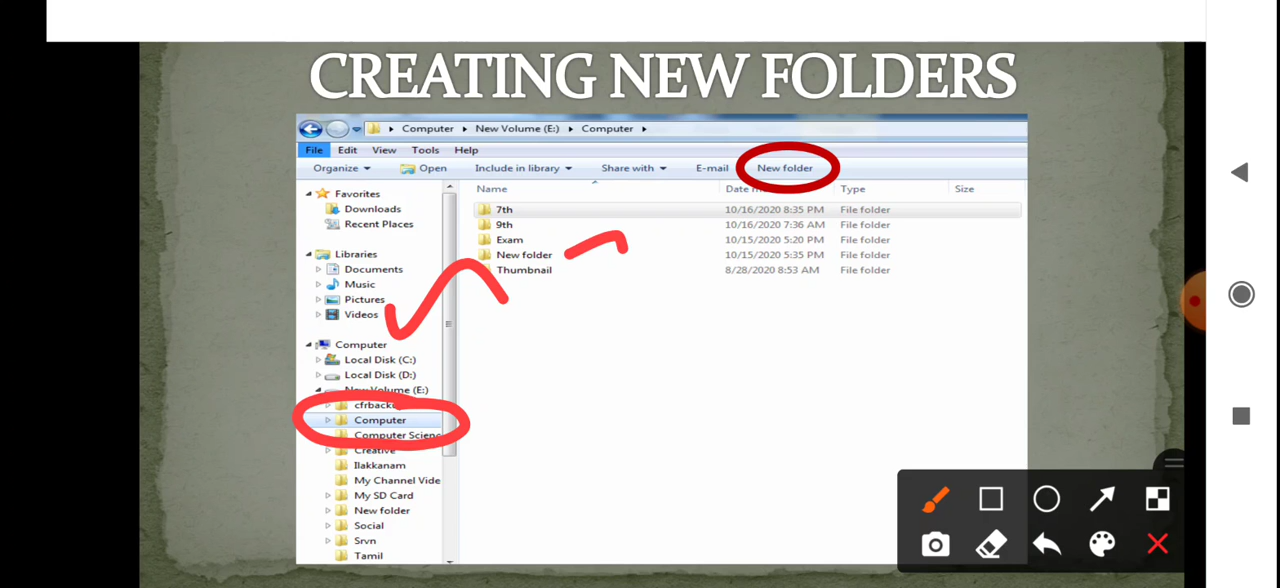 CREATING NEW FOLDERS
Computer New Volume (E:) Computer
File Edit View Tools Help
Organize Open Include in library Share with E-mail New folder
Name Type Size
7th 10/16/2020 8:35 PM File folder
9th 10/16/2020 7:36 AM File folder
Exam 10/15/2020 5:20 PM File folder
New folder 10/15/2020 5:35 PM File folder
Thumbnail 8/28/2020 8:53 AM File folder
Favorites
Downloads
Recent Places
Libraries
Documents
Music
Pictures
Videos
Computer
Local Disk (C:)
Local Disk (D:)
New Volume (E:)
Computer
Computer Scienc
Creative
Ilakkanam
My Channel Vide
My SD Card
New folder
Social
Srvn
Tamil